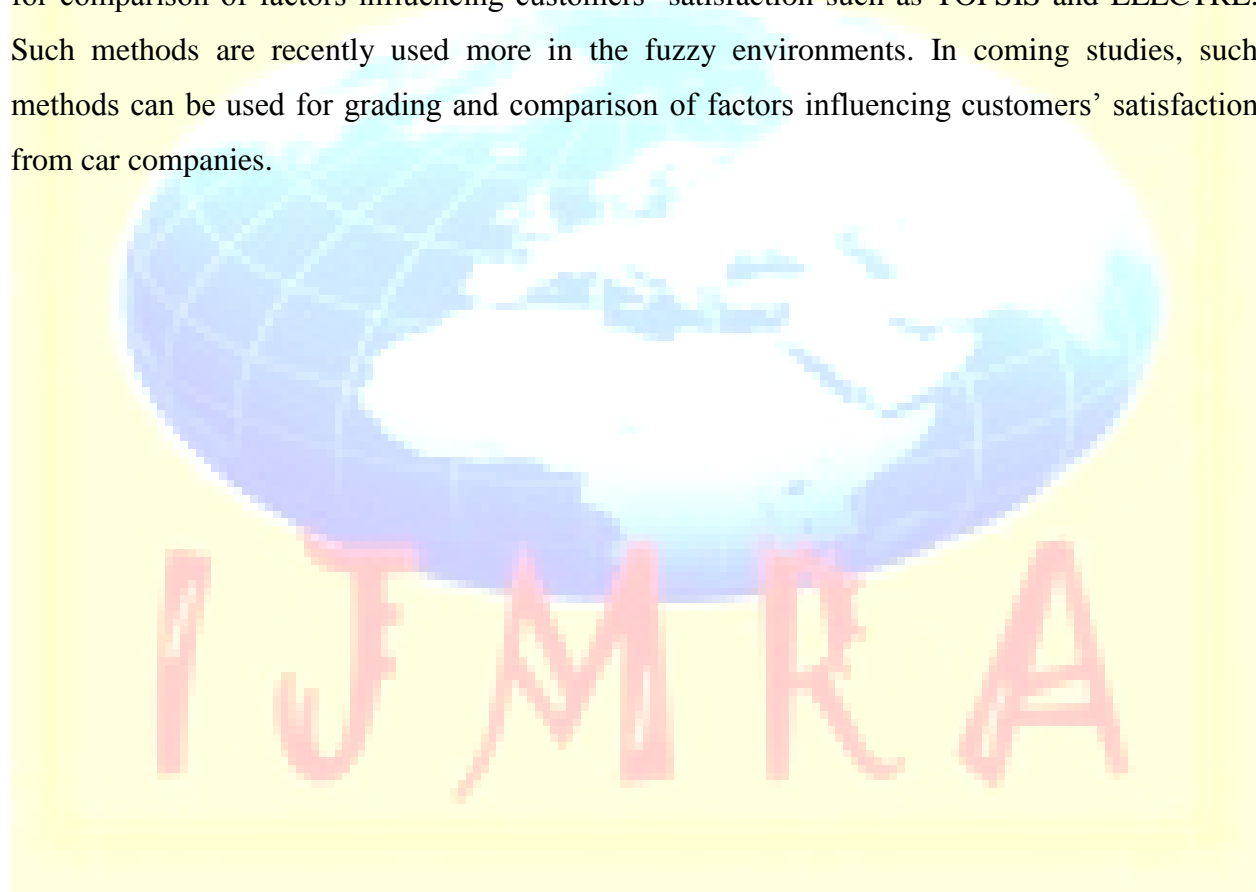 for comparison of factors influencing customers’ satisfaction such as TOPSIS and ELECTRE.
Such methods are recently used more in the fuzzy environments. In coming studies, such
methods can be used for grading and comparison of factors influencing customers’ satisfaction
from car companies.
IJMRA